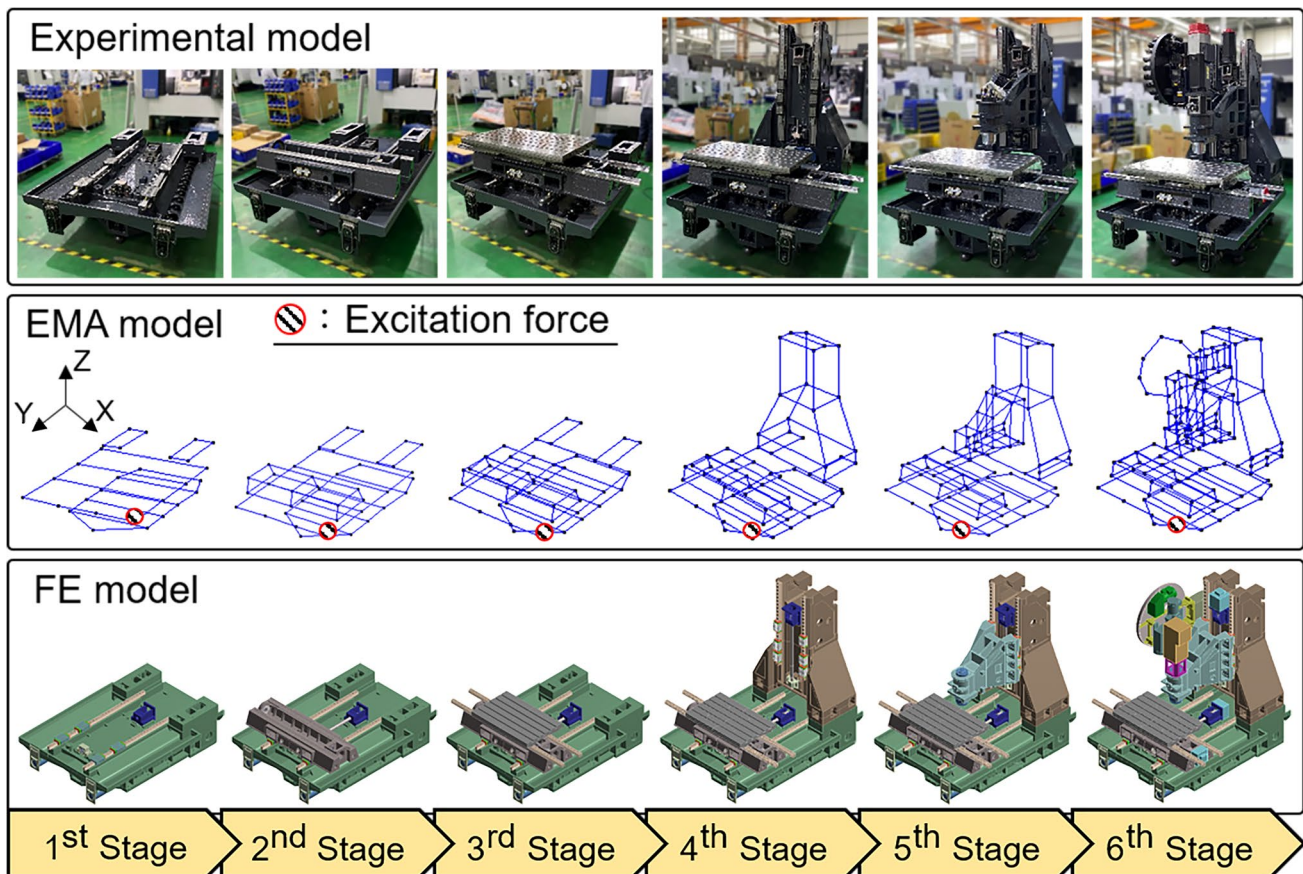 Experimental model
EMA model
: Excitation force
Z
Y
X
FE model
1st Stage
2nd Stage
3rd Stage
4th Stage
5th Stage
6th Stage